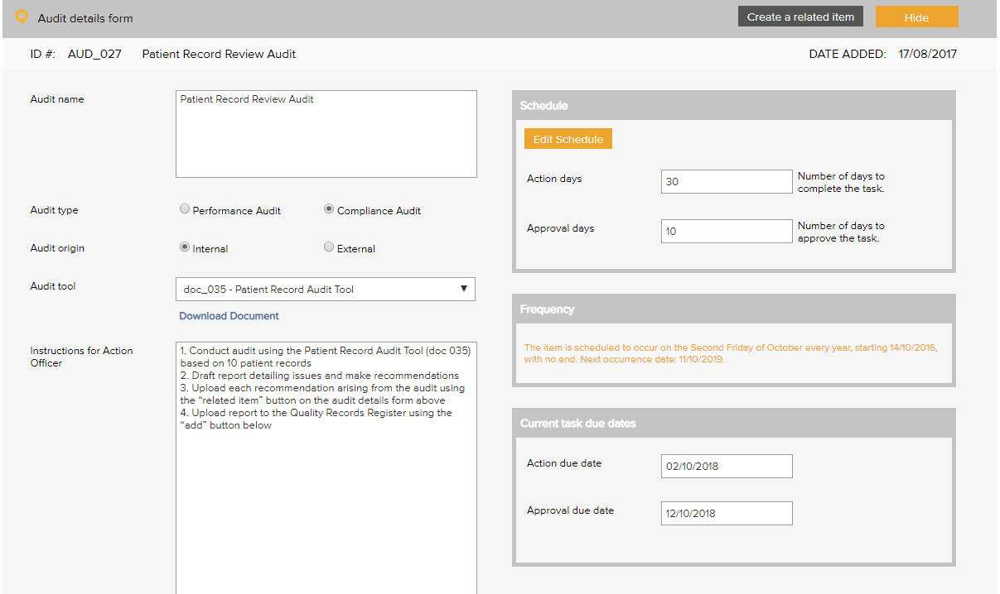 Audit details form
Create a related item
Hide
ID #: AUD_027 Patient Record Review Audit
DATE ADDED: 17/08/2017
Audit name
Patient Record Review Audit
Audit type
Performance Audit
Compliance Audit
Audit origin
Internal
External
Audit tool
doc_035 - Patient Record Audit Tool
Download Document
Instructions for Action
Officer
1. Conduct audit using the Patient Record Audit Tool (doc 035)
based on 10 patient records
2. Draft report detailing issues and make recommendations
3. Upload each recommendation arising from the audit using
the “related item” button on the audit details form above
4. Upload report to the Quality Records Register using the
“add” button below
Schedule
Edit Schedule
Action days
30
Number of days to
complete the task.
Approval days
10
Number of days to
approve the task.
Frequency
The item is scheduled to occur on the Second Friday of October every year, starting 14/10/2016,
with no end. Next occurrence date: 11/10/2019.
Current task due dates
Action due date
02/10/2018
Approval due date
12/10/2018